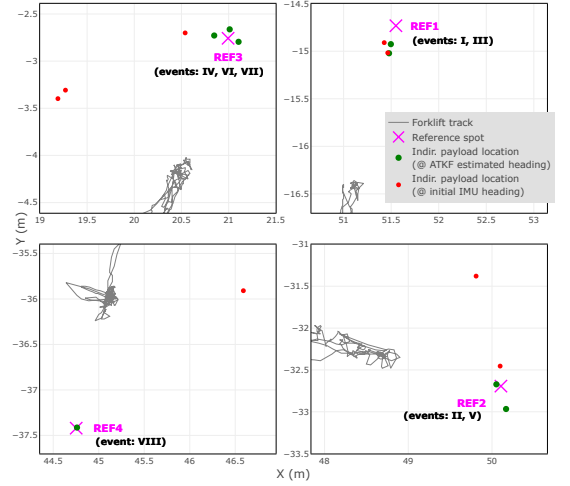 −2.5
−3
−3.5
−4
−4.5
19
19.5
20
20.5
21
21.5
REF3
(events: IV, VI, VII)
−14.5
−15
−15.5
−16
−16.5
51
51.5
52
52.5
53
REF1
(events: I, III)
Forklift track
Reference spot
Indir. payload location
(@ ATKF estimated heading)
Indir. payload location
(@ initial IMU heading)
Y (m)
−35.5
−36
−36.5
−37
−37.5
44.5
45
45.5
46
46.5
REF4
(event: VIII)
−31
−31.5
−32
−32.5
−33
−33.5
48
49
50
REF2
(events: II, V)
X (m)